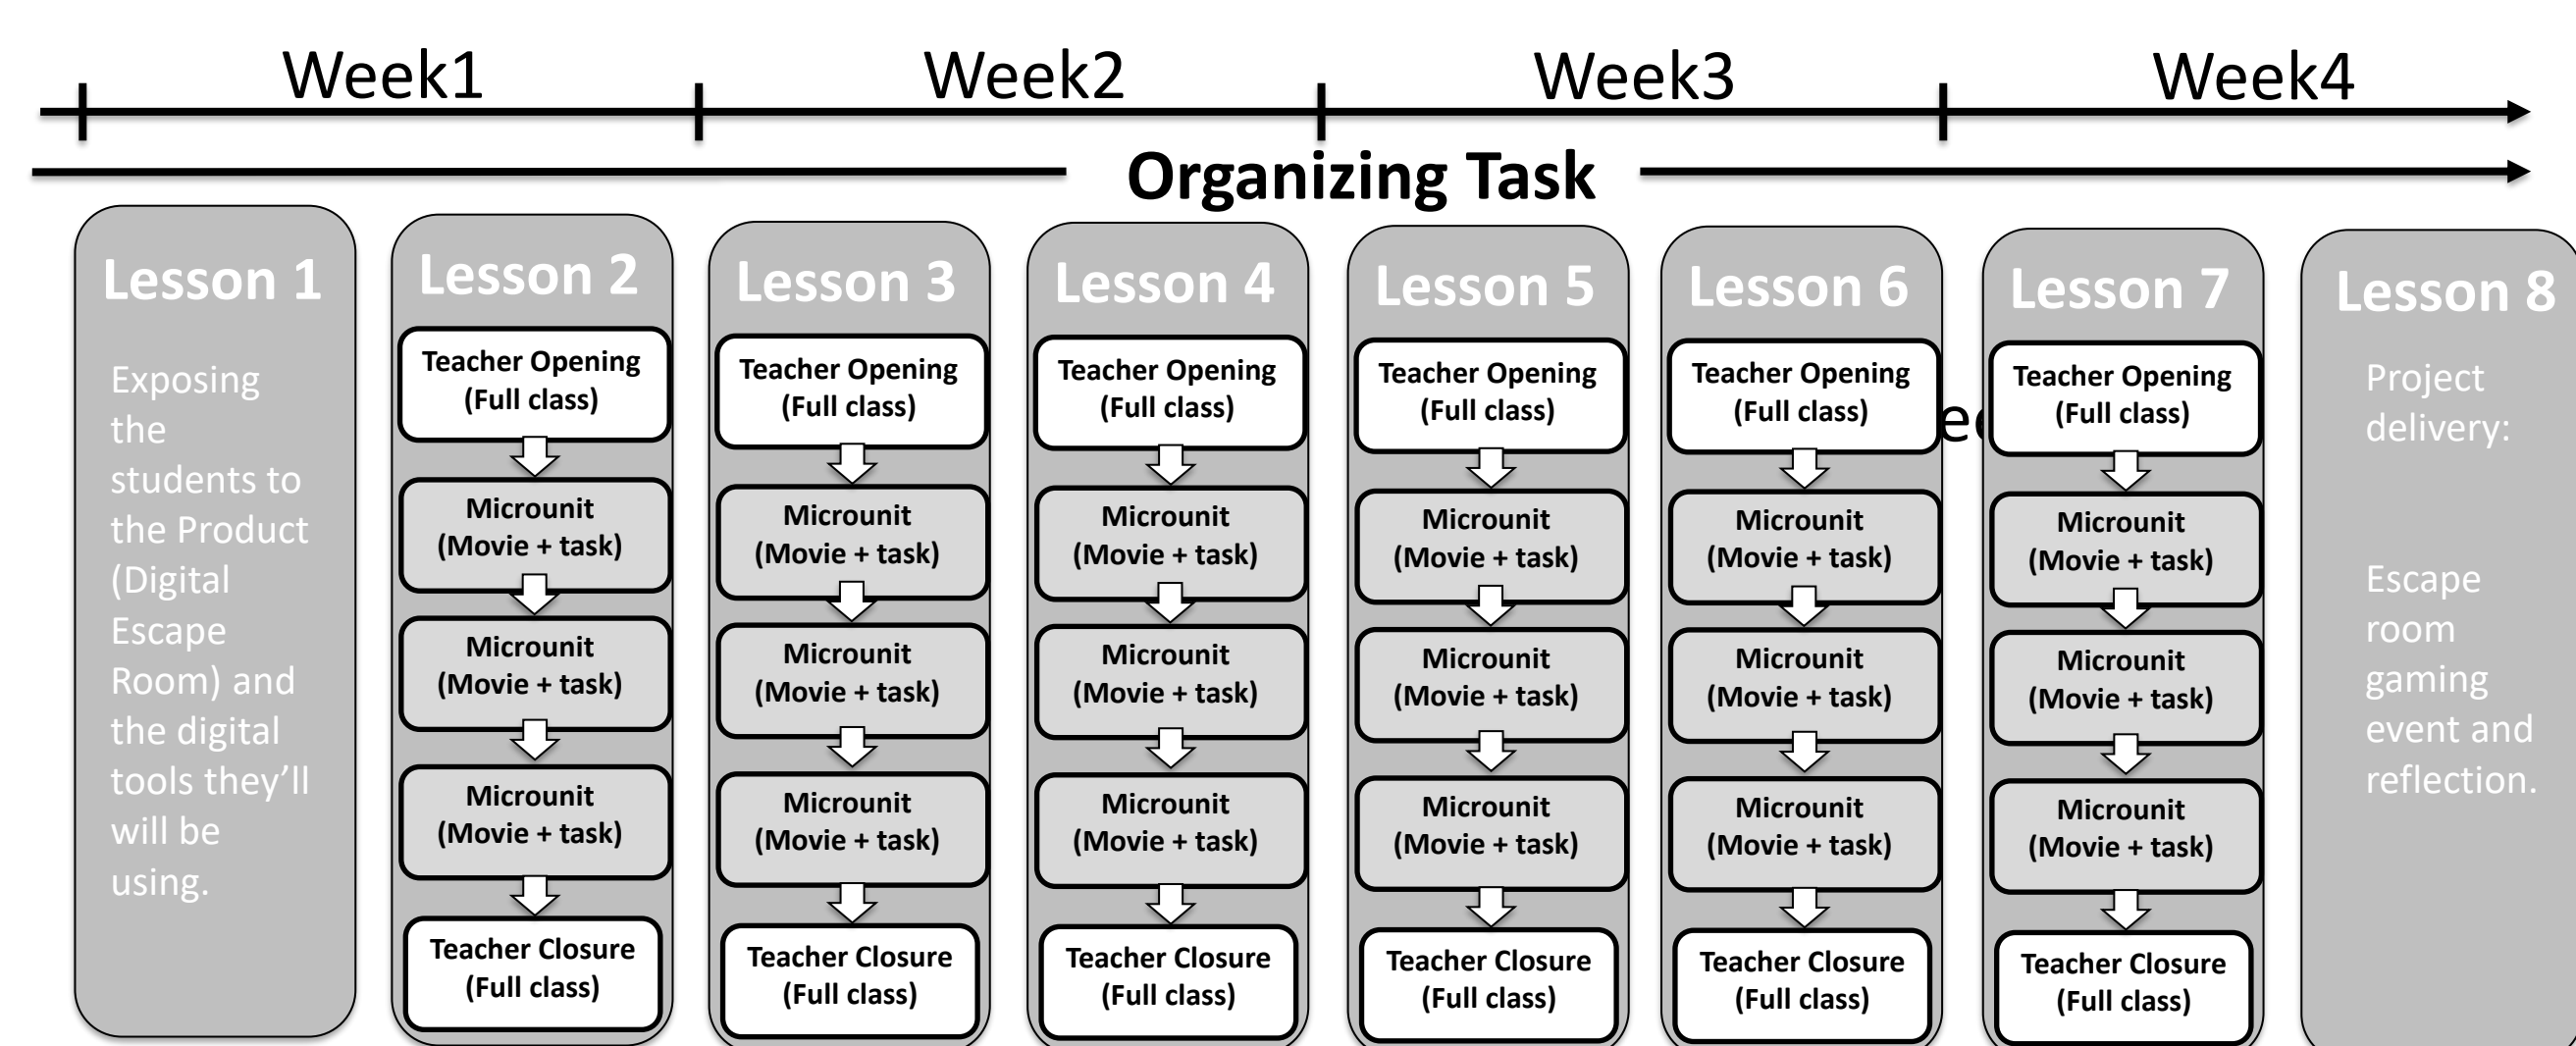 Week1
Week2
Week3
Week4
Organizing Task
Lesson 1
Exposing
the
students to
the Product
(Digital
Escape
Room) and
the digital
tools they’ll
will be
using.
Lesson 2
Teacher Opening
(Full class)
Microunit
(Movie + task)
Microunit
(Movie + task)
Microunit
(Movie + task)
Teacher Closure
(Full class)
Lesson 3
Teacher Opening
(Full class)
Microunit
(Movie + task)
Microunit
(Movie + task)
Microunit
(Movie + task)
Teacher Closure
(Full class)
Lesson 4
Teacher Opening
(Full class)
Microunit
(Movie + task)
Microunit
(Movie + task)
Microunit
(Movie + task)
Teacher Closure
(Full class)
Lesson 5
Teacher Opening
(Full class)
Microunit
(Movie + task)
Microunit
(Movie + task)
Microunit
(Movie + task)
Teacher Closure
(Full class)
Lesson 6
Teacher Opening
(Full class)
Microunit
(Movie + task)
Microunit
(Movie + task)
Microunit
(Movie + task)
Teacher Closure
(Full class)
Lesson 7
Teacher Opening
(Full class)
Microunit
(Movie + task)
Microunit
(Movie + task)
Microunit
(Movie + task)
Teacher Closure
(Full class)
Lesson 8
Project
delivery:
Escape
room
gaming
event and
reflection.